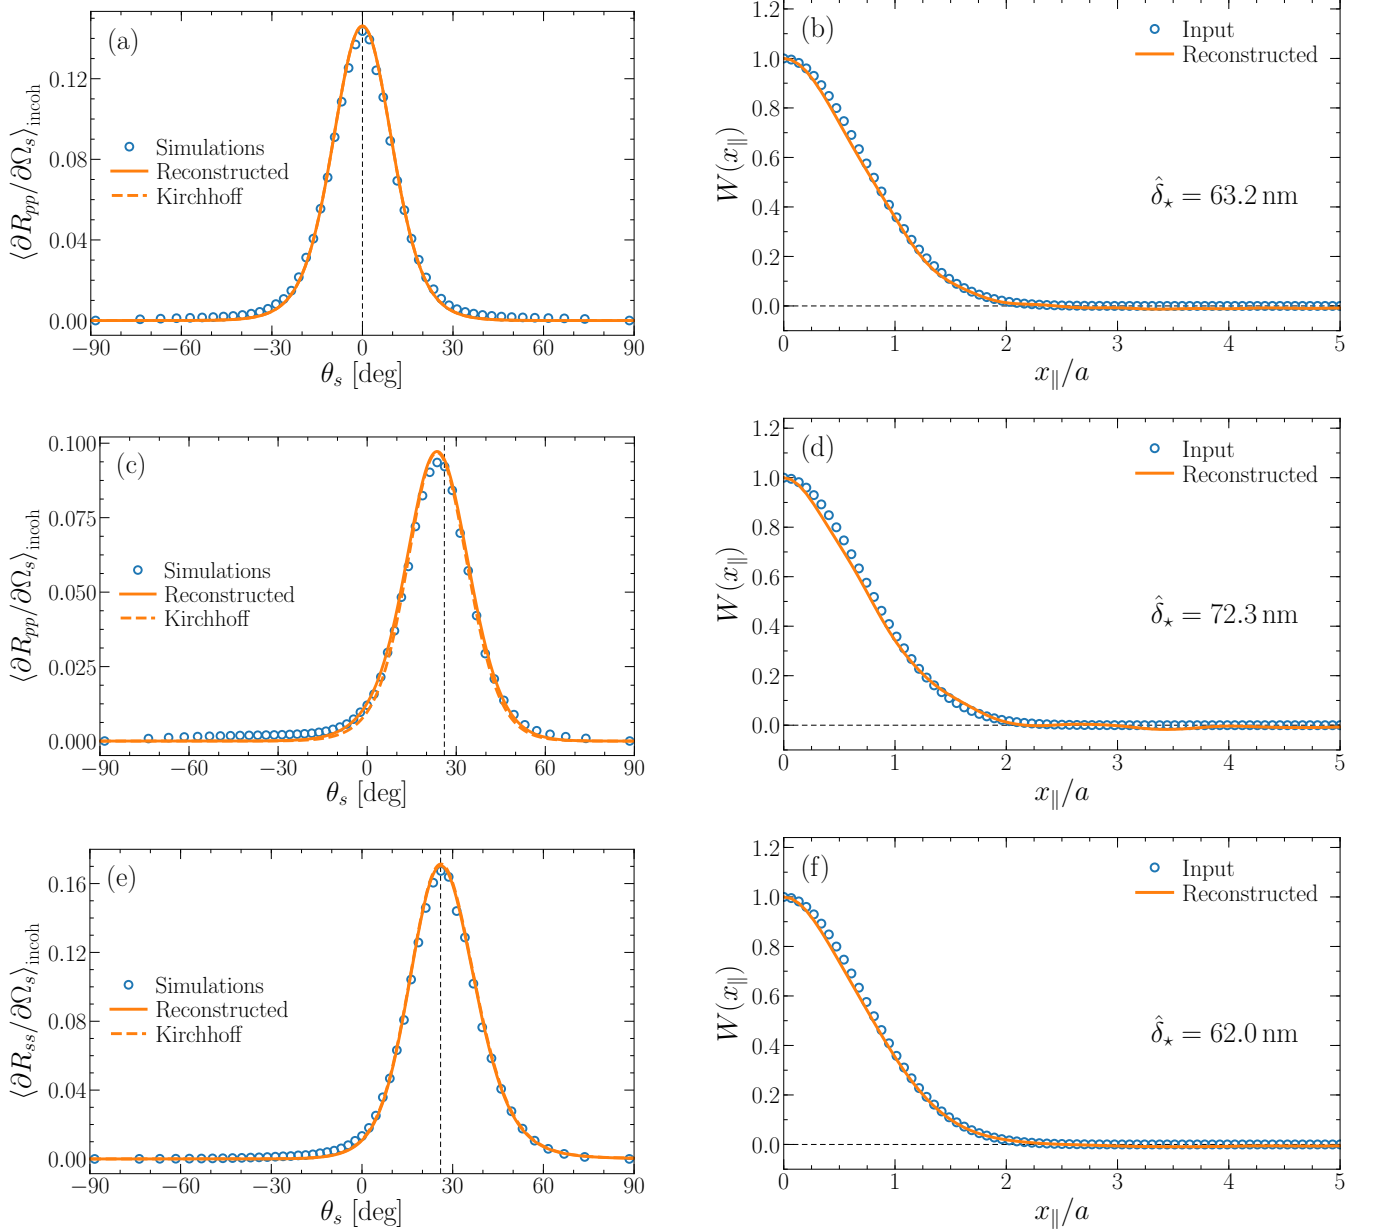 (a)
⟨∂R_pp/∂Ω_s⟩_incoh
0.12
0.08
0.04
0.00
Simulations
Reconstructed
Kirchhoff
−90 −60 −30 0 30 60 90
θ_s [deg]
(b)
W(x_∥)
1.2
1.0
0.8
0.6
0.4
0.2
0.0
Input
Reconstructed
δ̂_⋆ = 63.2 nm
0 1 2 3 4 5
x_∥/a
(c)
⟨∂R_pp/∂Ω_s⟩_incoh
0.100
0.075
0.050
0.025
0.000
Simulations
Reconstructed
Kirchhoff
−90 −60 −30 0 30 60 90
θ_s [deg]
(d)
W(x_∥)
1.2
1.0
0.8
0.6
0.4
0.2
0.0
Input
Reconstructed
δ̂_⋆ = 72.3 nm
0 1 2 3 4 5
x_∥/a
(e)
⟨∂R_ss/∂Ω_s⟩_incoh
0.16
0.12
0.08
0.04
0.00
Simulations
Reconstructed
Kirchhoff
−90 −60 −30 0 30 60 90
θ_s [deg]
(f)
W(x_∥)
1.2
1.0
0.8
0.6
0.4
0.2
0.0
Input
Reconstructed
δ̂_⋆ = 62.0 nm
0 1 2 3 4 5
x_∥/a